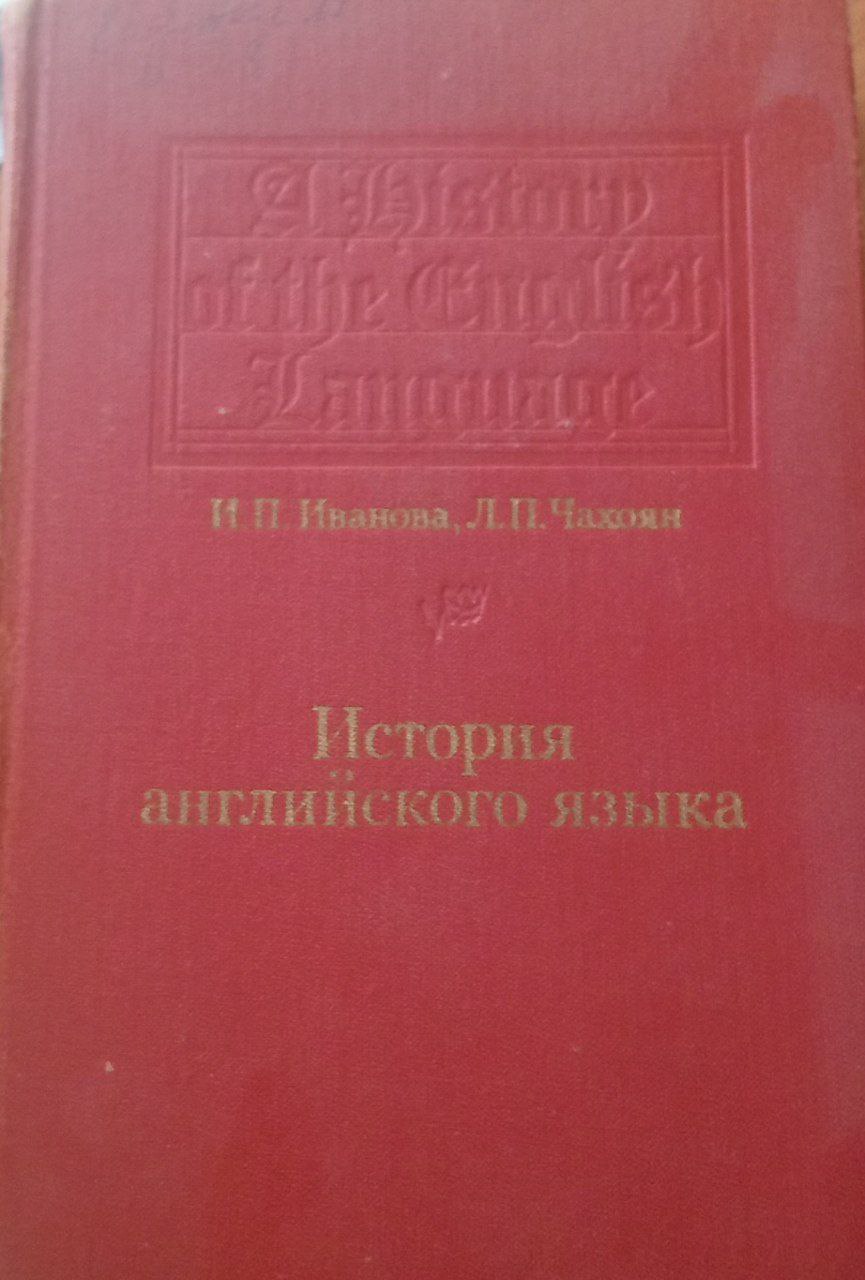 A History
of the English
Language
И. П. Иванова, Л. П. Чахоян
История
английского языка